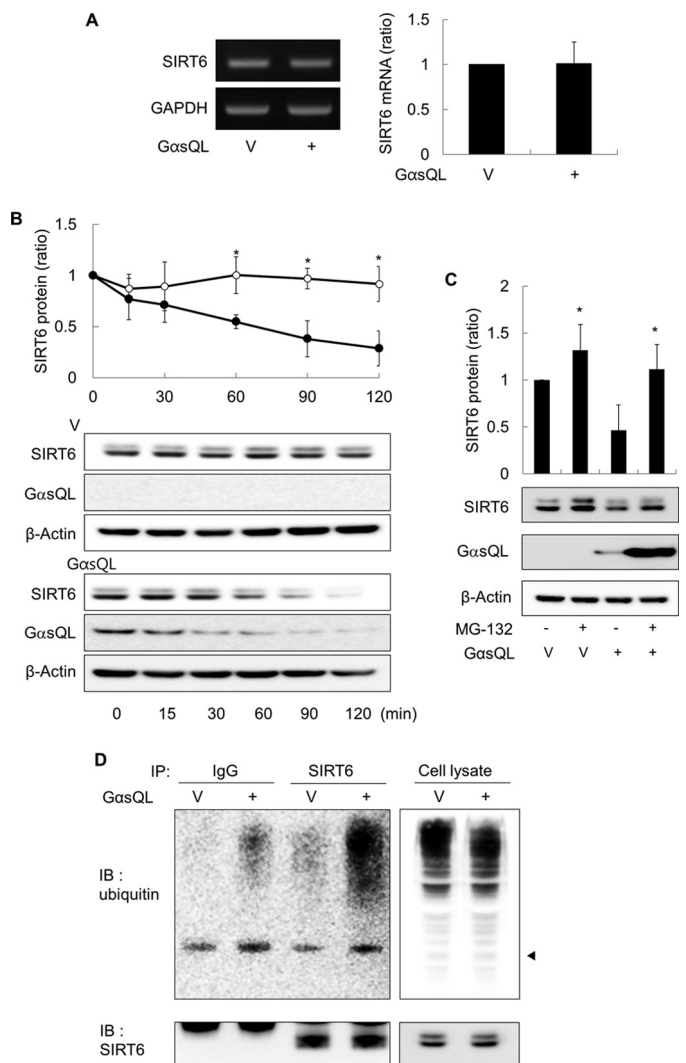 A
SIRT6
GAPDH
GαsQL V +
SIRT6 mRNA (ratio)
1.5
1
0.5
0
GαsQL V +
B
SIRT6 protein (ratio)
1.5
1
0.5
0
0 30 60 90 120
* * *
V
SIRT6
GαsQL
β-Actin
GαsQL
SIRT6
GαsQL
β-Actin
0 15 30 60 90 120 (min)
C
SIRT6 protein (ratio)
2
1.5
1
0.5
0
* *
SIRT6
GαsQL
β-Actin
MG-132 - + - +
GαsQL V V + +
D
IP: IgG SIRT6 Cell lysate
GαsQL V + V + V +
IB :
ubiquitin
IB :
SIRT6